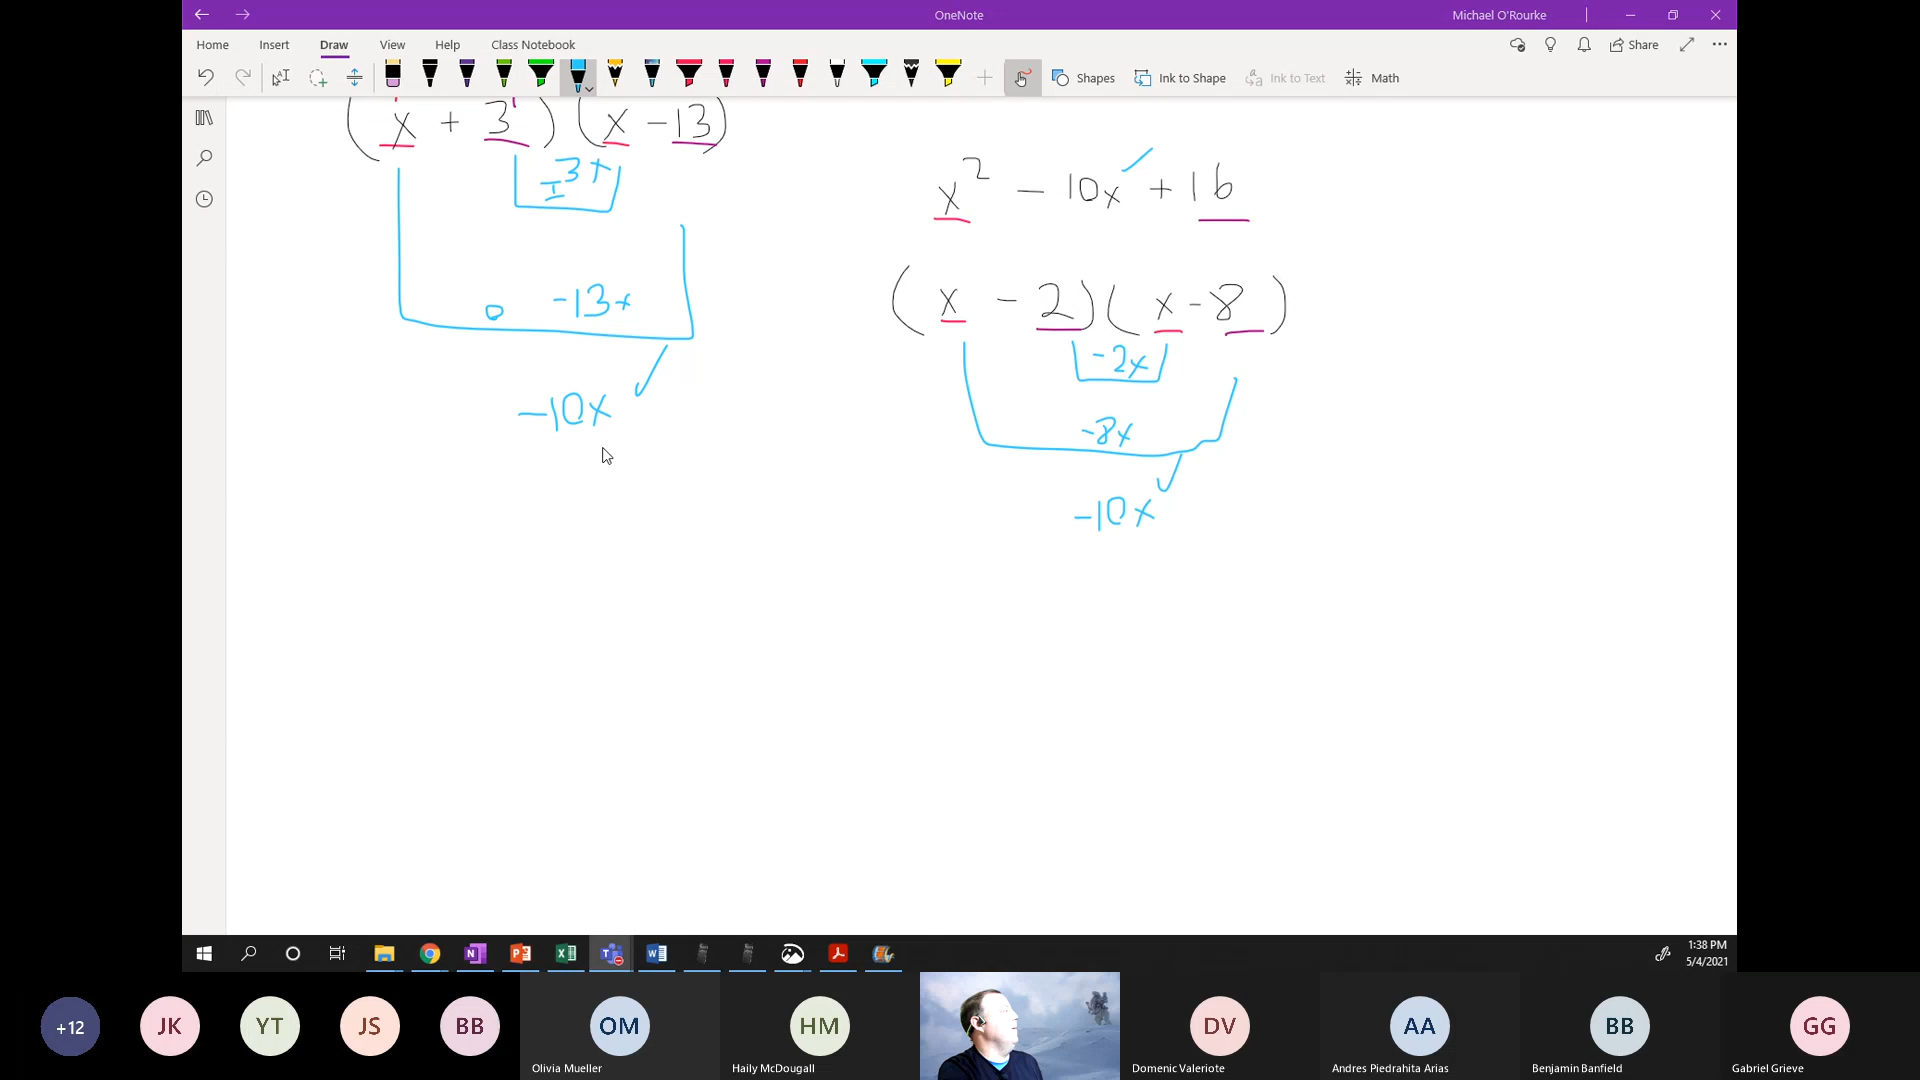 OneNote
Michael O'Rourke
Home Insert Draw View Help Class Notebook
Share
Shapes Ink to Shape Ink to Text Math
(x + 3)(x - 13)
3x
-13x
-10x
x² - 10x + 16
(x - 2)(x - 8)
-2x
-8x
-10x
1:38 PM
5/4/2021
+12 JK YT JS BB OM HM DV AA BB GG
Olivia Mueller Haily McDougall Domenic Valeriote Andres Piedrahita Arias Benjamin Banfield Gabriel Grieve